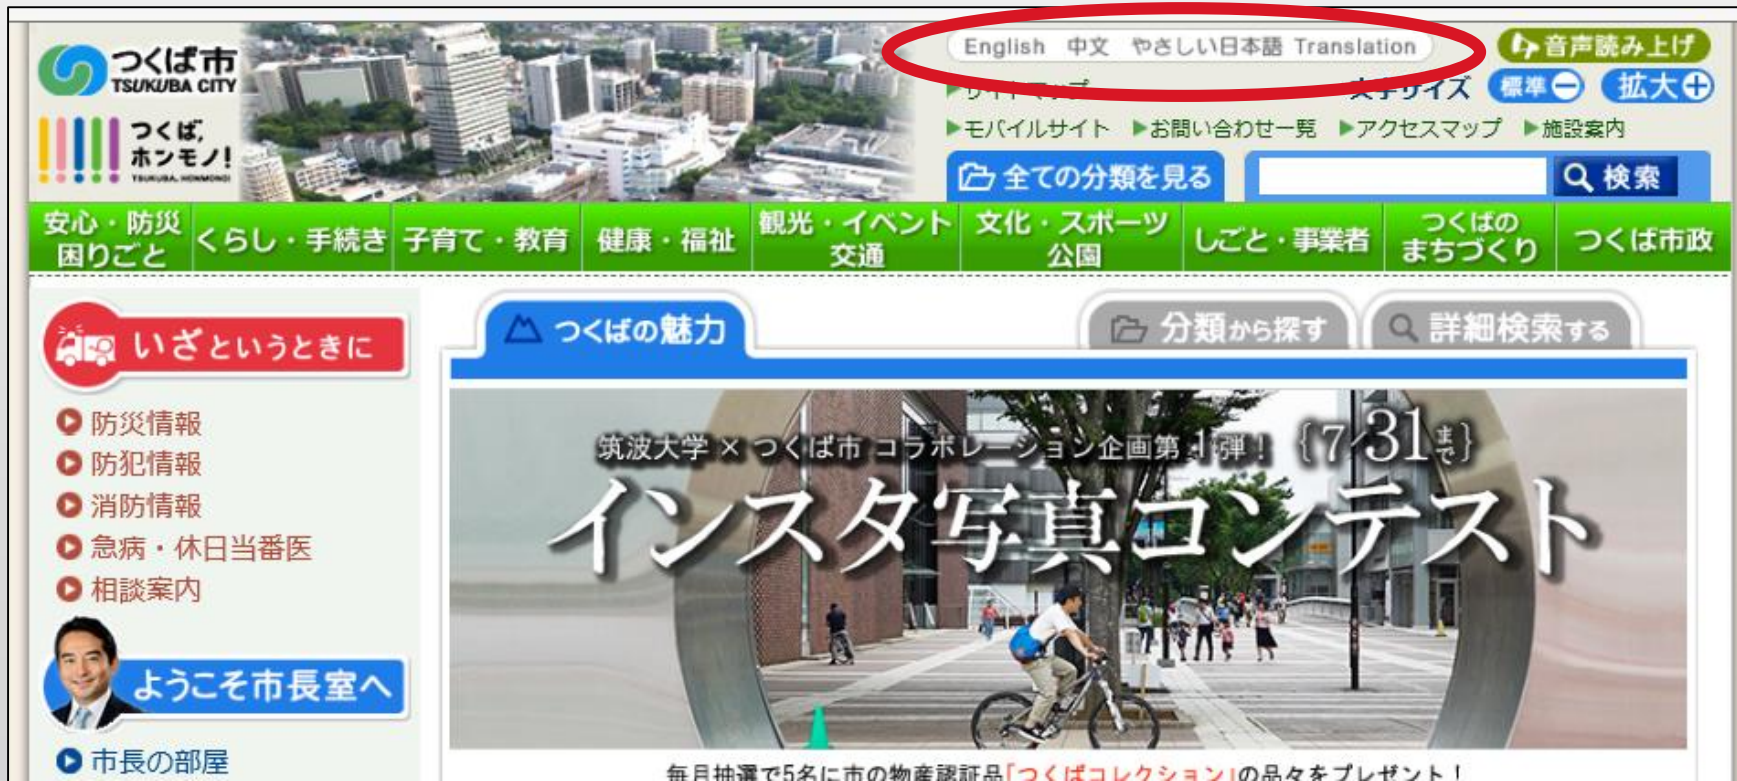 つくば市
TSUKUBA CITY
つくば,
ホンモノ!
TSUKUBA, HONMONO!
English 中文 やさしい日本語 Translation
音声読み上げ
サイトマップ
文字サイズ 標準 拡大
モバイルサイト お問い合わせ一覧 アクセスマップ 施設案内
全ての分類を見る
検索
安心・防災
困りごと
くらし・手続き
子育て・教育
健康・福祉
観光・イベント
交通
文化・スポーツ
公園
しごと・事業者
つくばの
まちづくり
つくば市政
いざというときに
防災情報
防犯情報
消防情報
急病・休日当番医
相談案内
ようこそ市長室へ
市長の部屋
つくばの魅力
分類から探す
詳細検索する
筑波大学×つくば市 コラボレーション企画第1弾! {7/31まで}
インスタ写真コンテスト
毎月抽選で5名に市の物産認証品「つくばコレクション」の品々をプレゼント!